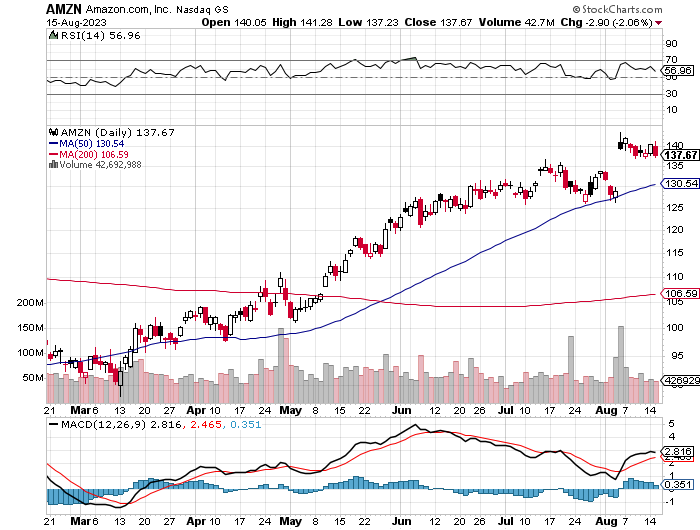 AMZN Amazon.com, Inc. Nasdaq GS © StockCharts.com
15-Aug-2023 Open 140.05 High 141.28 Low 137.23 Close 137.67 Volume 42.7M Chg -2.90 (-2.06%)
RSI(14) 56.96
90
70
56.96
50
30
10
AMZN (Daily) 137.67
MA(50) 130.54
MA(200) 106.59
Volume 42,692,988
140
137.67
135
130.54
125
120
115
110
106.59
105
200M 100
150M
100M 95
50M 90
426929
21 Mar 6 13 20 27 Apr 10 17 24 May 8 15 22 Jun 12 20 26 Jul 10 17 24 Aug 7 14
MACD(12,26,9) 2.816, 2.465, 0.351
5
4
3
2.816
2.465
1
0.351
-1
21 Mar 6 13 20 27 Apr 10 17 24 May 8 15 22 Jun 12 20 26 Jul 10 17 24 Aug 7 14